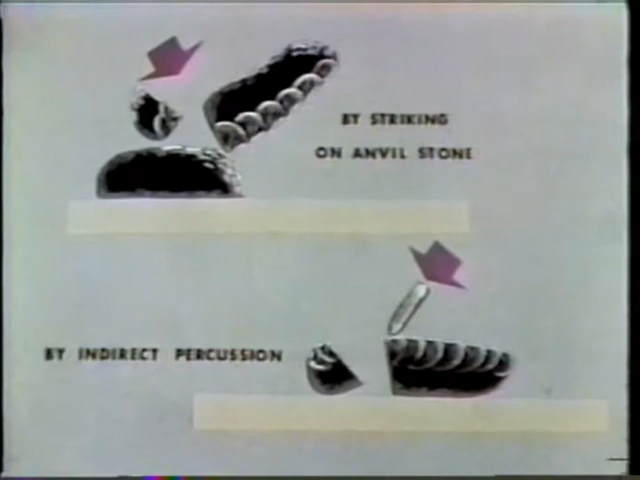 BY STRIKING
ON ANVIL STONE
BY INDIRECT PERCUSSION